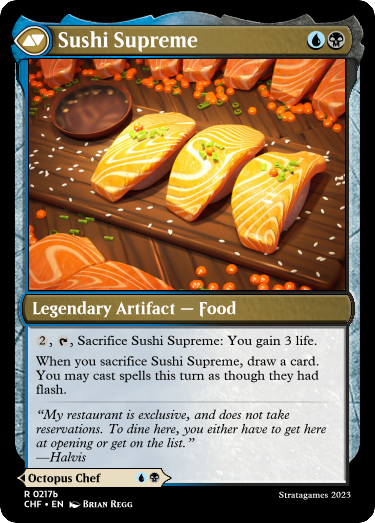 Sushi Supreme
Legendary Artifact — Food
2, , Sacrifice Sushi Supreme: You gain 3 life.
When you sacrifice Sushi Supreme, draw a card.
You may cast spells this turn as though they had
flash.
“My restaurant is exclusive, and does not take
reservations. To dine here, you either have to get here
at opening or get on the list.”
—Halvis
Octopus Chef
R 0217b
Stratagames 2023
CHF • EN Brian Regg